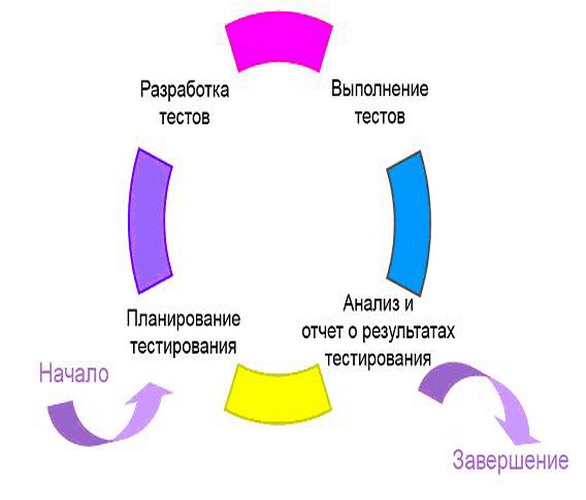 Разработка
тестов
Выполнение
тестов
Планирование
тестирования
Анализ и
отчет о результатах
тестирования
Начало
Завершение